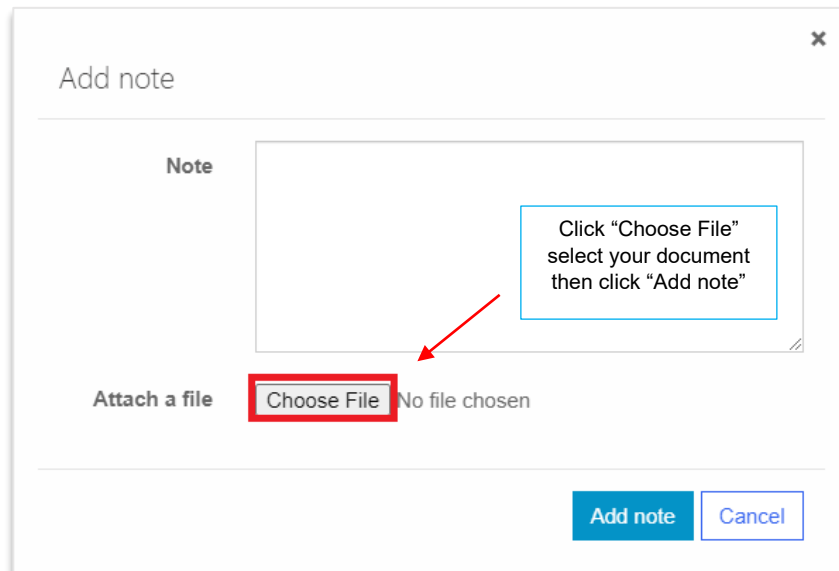 ×
Add note
Note
Click “Choose File”
select your document
then click “Add note”
Attach a file
Choose File No file chosen
Add note
Cancel